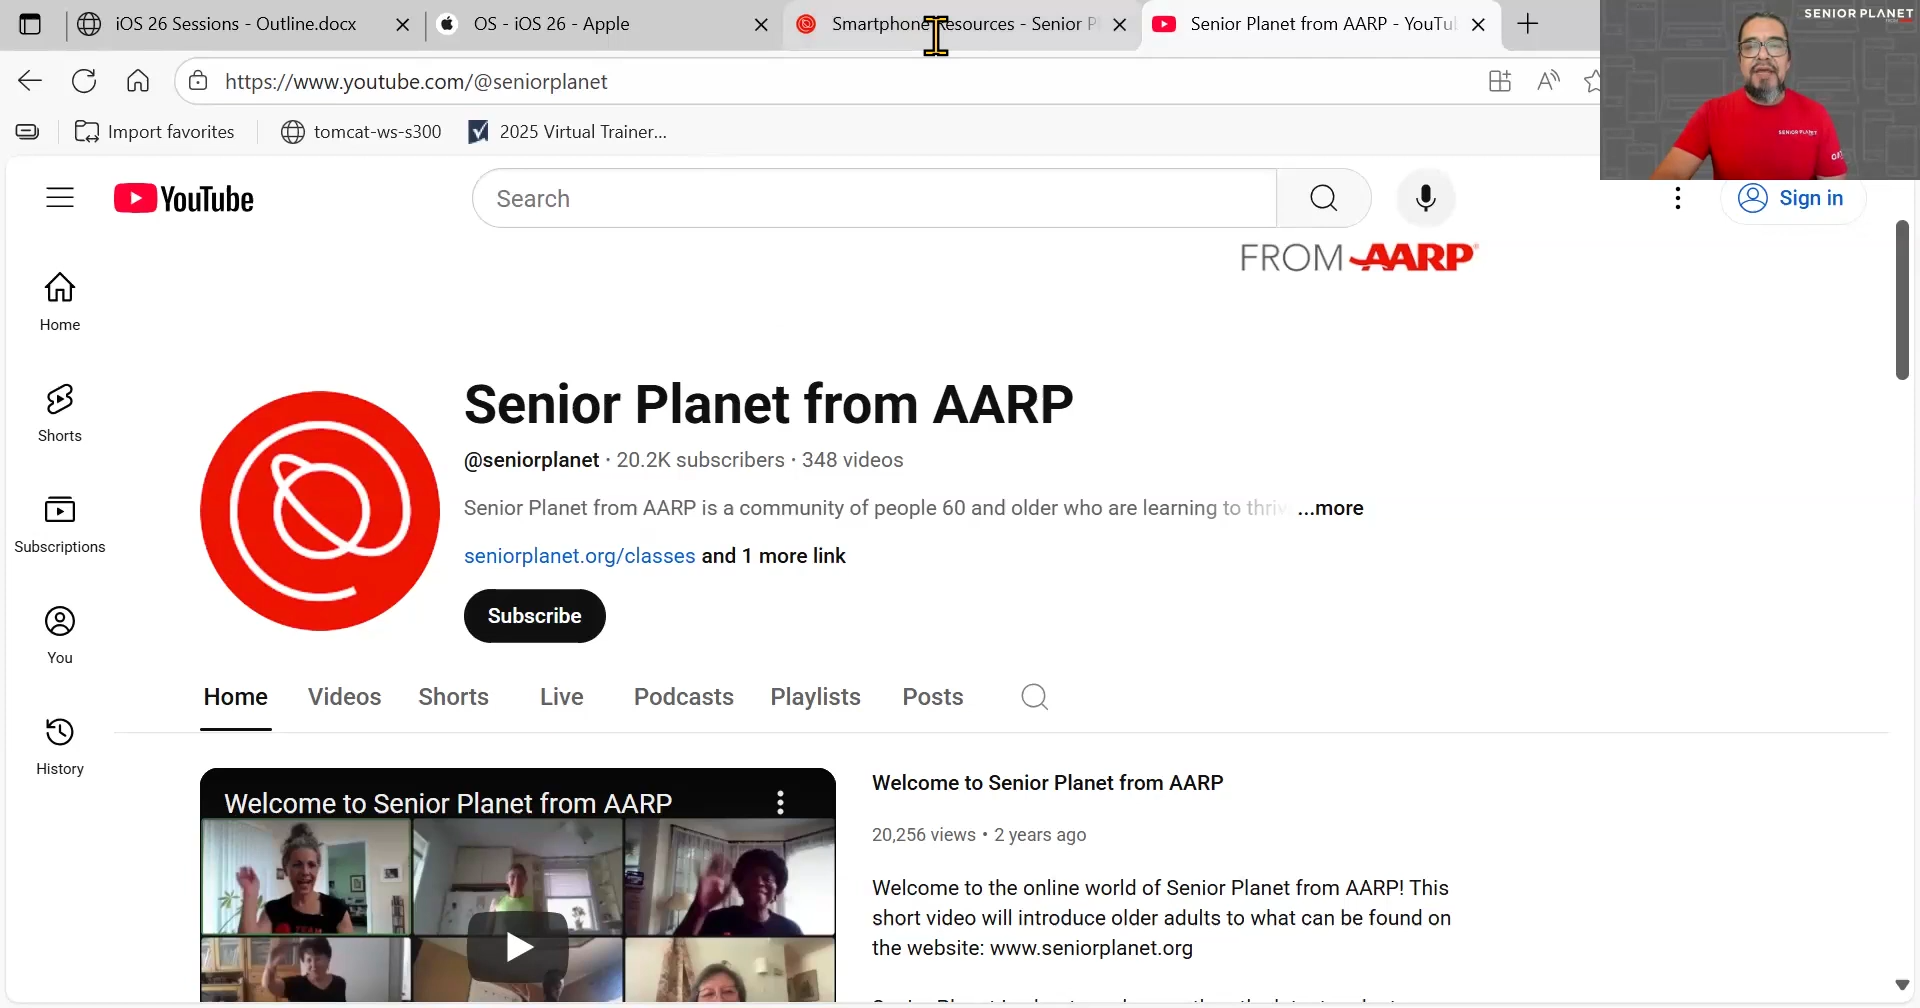 iOS 26 Sessions - Outline.docx
OS - iOS 26 - Apple
Smartphone Resources - Senior P
Senior Planet from AARP - YouTu
SENIOR PLANET
https://www.youtube.com/@seniorplanet
SENIOR PLANET
Import favorites
tomcat-ws-s300
2025 Virtual Trainer...
YouTube
Search
Sign in
FROM AARP
Home
Shorts
Subscriptions
You
History
Senior Planet from AARP
@seniorplanet · 20.2K subscribers · 348 videos
Senior Planet from AARP is a community of people 60 and older who are learning to thriv ...more
seniorplanet.org/classes and 1 more link
Subscribe
Home
Videos
Shorts
Live
Podcasts
Playlists
Posts
Welcome to Senior Planet from AARP
TEAM
Welcome to Senior Planet from AARP
20,256 views • 2 years ago
Welcome to the online world of Senior Planet from AARP! This
short video will introduce older adults to what can be found on
the website: www.seniorplanet.org